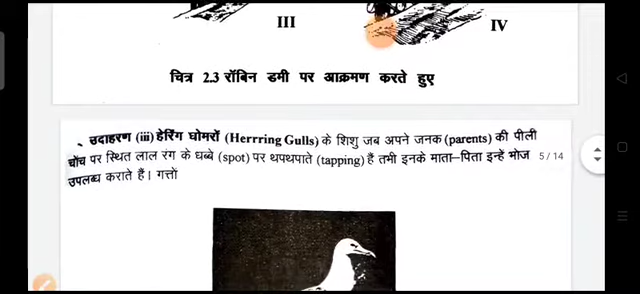 III
IV
चित्र 2.3 रॉबिन डमी पर आक्रमण करते हुए
उदाहरण (iii) हेरिंग घोमरों (Herrring Gulls) के शिशु जब अपने जनक (parents) की पीली
चोंच पर स्थित लाल रंग के धब्बे (spot) पर थपथपाते (tapping) हैं तभी इनके माता–पिता इन्हें भोज
5 / 14
उपलब्ध कराते हैं। गत्तों